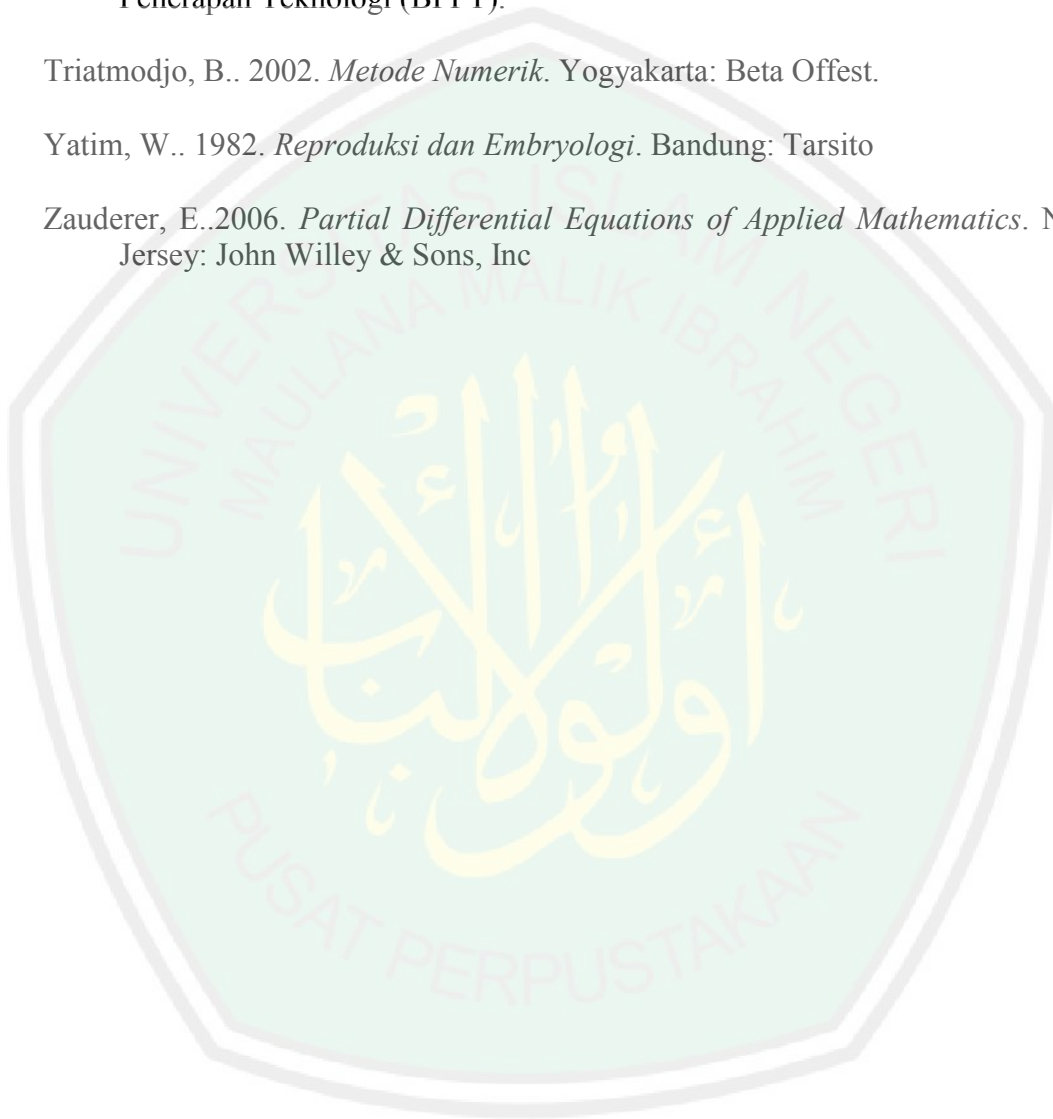 Penerapan Teknologi (BPPT).
Triatmodjo, B.. 2002. Metode Numerik. Yogyakarta: Beta Offest.
Yatim, W.. 1982. Reproduksi dan Embryologi. Bandung: Tarsito
Zauderer, E..2006. Partial Differential Equations of Applied Mathematics.
Jersey: John Willey & Sons, Inc
UNIVERSITAS ISLAM NEGERI
MAULANA MALIK IBRAHIM
أولوا الألباب
PUSAT PERPUSTAKAAN